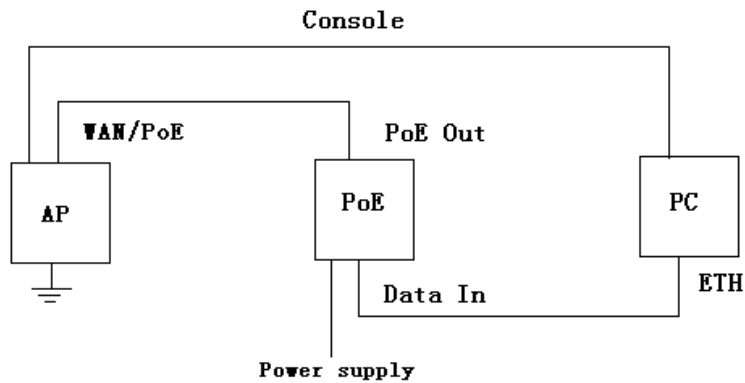 Console
WAN/PoE
PoE Out
AP
PoE
PC
Data In
ETH
Power supply